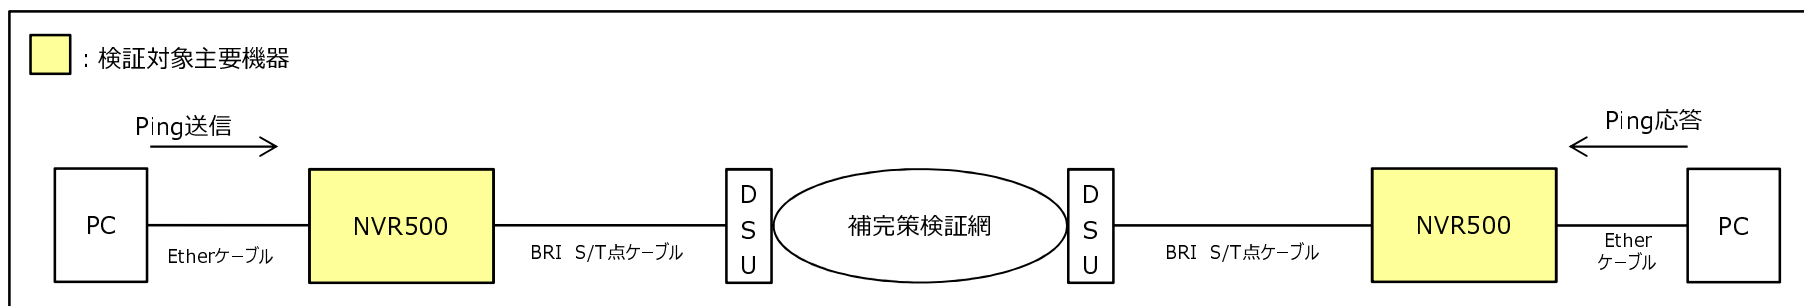 : 検証対象主要機器
Ping送信
Ping応答
PC
Etherケーブル
NVR500
BRI S/T点ケーブル
D
S
U
補完策検証網
D
S
U
BRI S/T点ケーブル
NVR500
Ether
ケーブル
PC